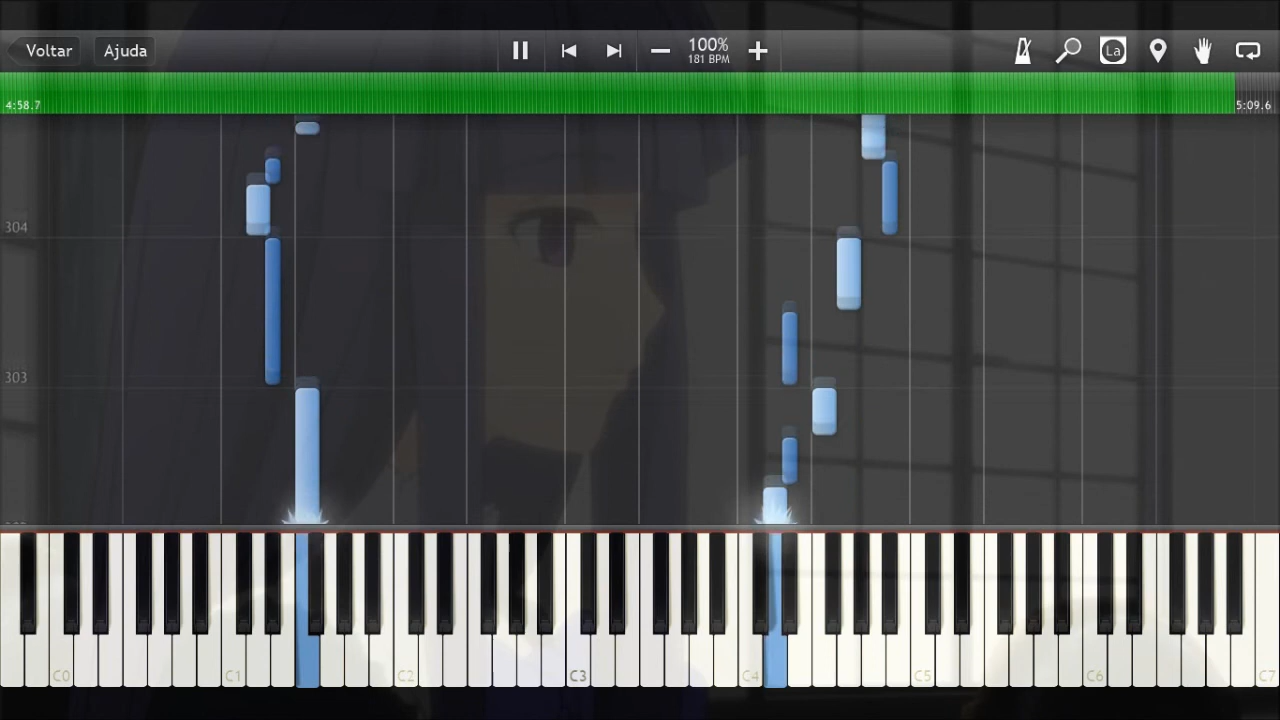 Voltar Ajuda 100% La
181 BPM
4:58.7 5:09.6
304
303
C0 C1 C2 C3 C4 C5 C6 C7